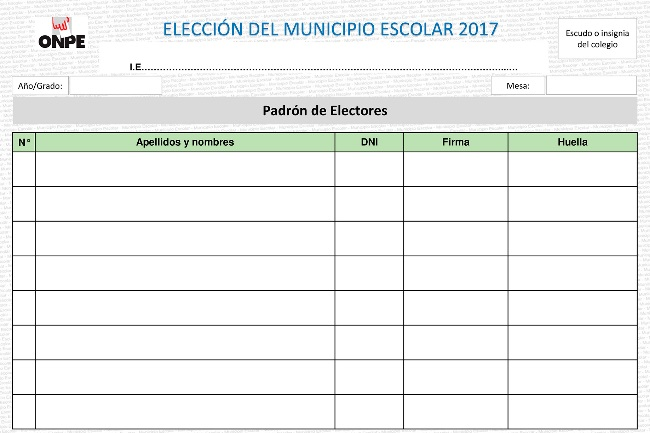 ONPE
ELECCIÓN DEL MUNICIPIO ESCOLAR 2017
Escudo o insignia
del colegio
I.E.
Año/Grado:
Mesa:
Padrón de Electores
N° Apellidos y nombres DNI Firma Huella